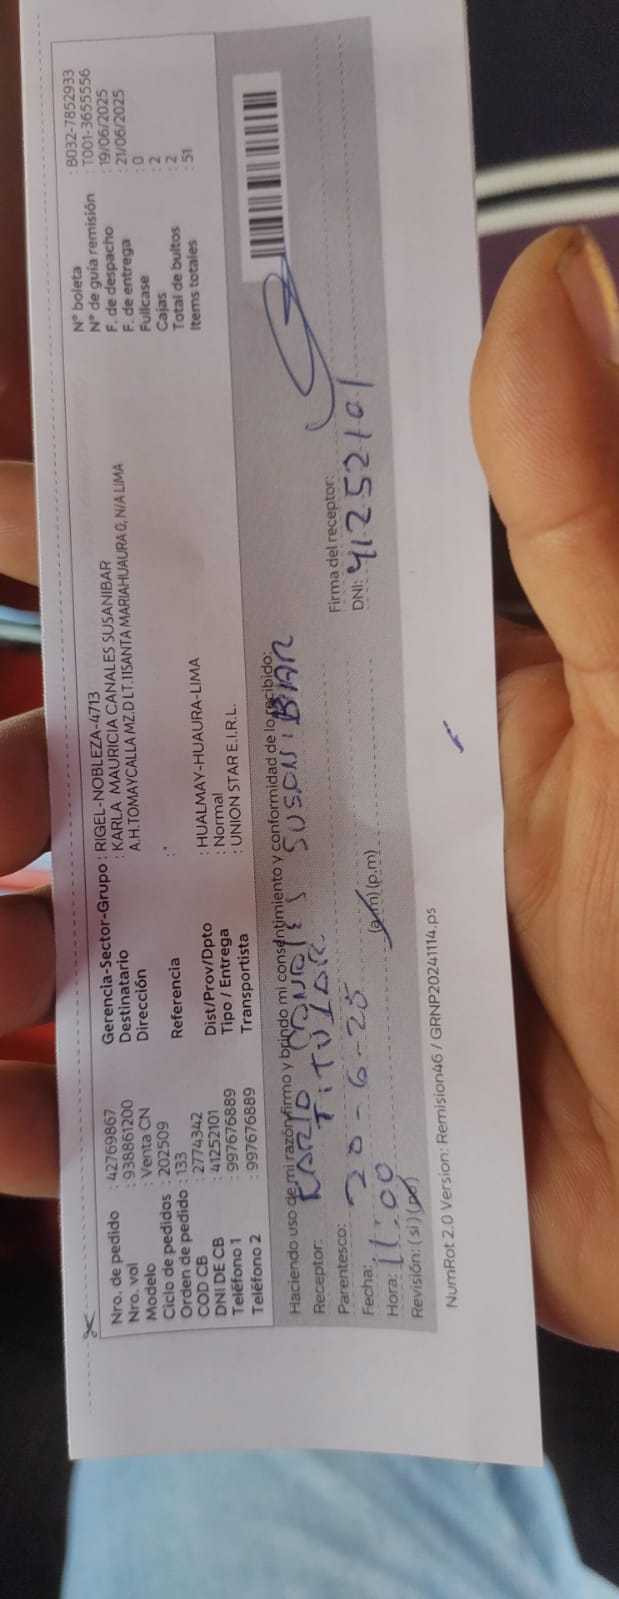 Nro. de pedido : 42769867
Nro. vol : 938861200
Modelo : Venta CN
Ciclo de pedidos : 202509
Orden de pedido : 133
COD CB : 2774342
DNI DE CB : 41252101
Teléfono 1 : 997676889
Teléfono 2 : 997676889
Gerencia-Sector-Grupo : RIGEL-NOBLEZA-4713
Destinatario : KARLA MAURICIA CANALES SUSANIBAR
Dirección A.H.TOMAYCALLA MZ.D LT.11SANTA MARIAHUAURA 0, N/A LIMA
Referencia : *
Dist/Prov/Dpto : HUALMAY-HUAURA-LIMA
Tipo / Entrega : Normal
Transportista : UNION STAR E.I.R.L.
N° boleta : B032-7852933
N° de guía remisión : T001-3655556
F. de despacho : 19/06/2025
F. de entrega : 21/06/2025
Fullcase : 0
Cajas : 2
Total de bultos : 2
Items totales : 51
Haciendo uso de mi razón firmo y brindo mi consentimiento y conformidad de lo recibido:
Receptor: SUSONiBAR
Parentesco: TiTULAR
Fecha: 20-6-25
Hora: 11:00 (a.m) (p.m)
Revisión: ( si ) (no)
Firma del receptor:
DNI: 41252101
NumRot 2.0 Version: Remision46 / GRNP20241114.ps